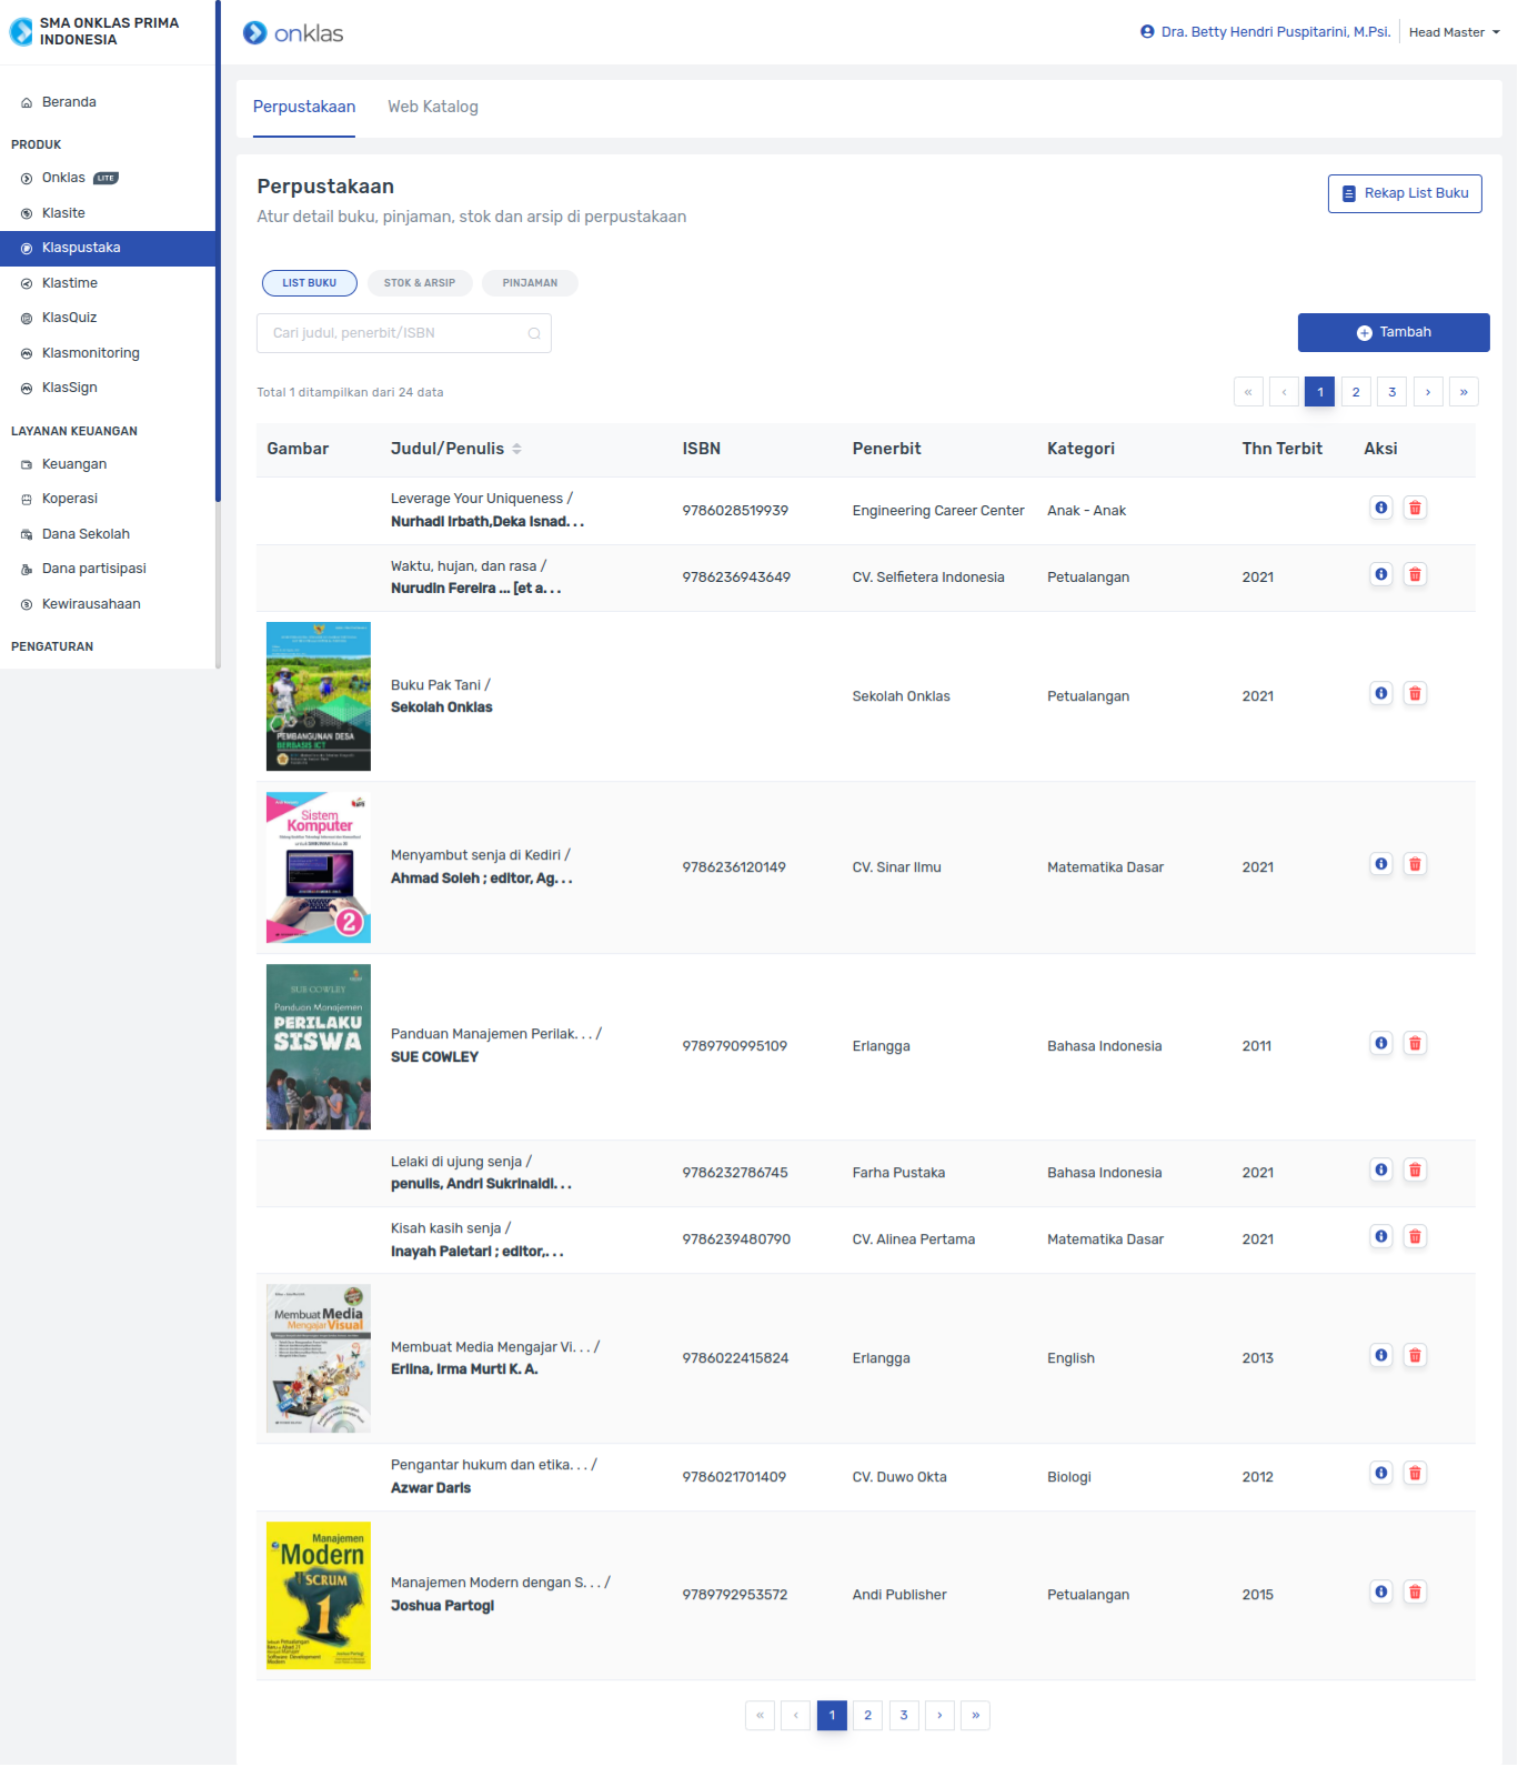 SMA ONKLAS PRIMA
INDONESIA
onklas
Dra. Betty Hendri Puspitarini, M.Psi.
Head Master
Beranda
PRODUK
Onklas LITE
Klasite
Klaspustaka
Klastime
KlasQuiz
Klasmonitoring
KlasSign
LAYANAN KEUANGAN
Keuangan
Koperasi
Dana Sekolah
Dana partisipasi
Kewirausahaan
PENGATURAN
Perpustakaan Web Katalog
Perpustakaan
Atur detail buku, pinjaman, stok dan arsip di perpustakaan
Rekap List Buku
LIST BUKU STOK & ARSIP PINJAMAN
Cari judul, penerbit/ISBN
Tambah
Total 1 ditampilkan dari 24 data
« ‹ 1 2 3 › »
Gambar Judul/Penulis ISBN Penerbit Kategori Thn Terbit Aksi
Leverage Your Uniqueness /
Nurhadi Irbath,Deka Isnad. . .
9786028519939 Engineering Career Center Anak - Anak
Waktu, hujan, dan rasa /
Nurudin Fereira ... [et a. . .
9786236943649 CV. Selfietera Indonesia Petualangan 2021
PEMBANGUNAN DESA
BERBASIS ICT
Buku Pak Tani /
Sekolah Onklas
Sekolah Onklas Petualangan 2021
Sistem
Komputer
2
Menyambut senja di Kediri /
Ahmad Soleh ; editor, Ag. . .
9786236120149 CV. Sinar Ilmu Matematika Dasar 2021
SUE COWLEY
Panduan Manajemen
PERILAKU
SISWA
Panduan Manajemen Perilak. . . /
SUE COWLEY
9789790995109 Erlangga Bahasa Indonesia 2011
Lelaki di ujung senja /
penulis, Andri Sukrinaldi. . .
9786232786745 Farha Pustaka Bahasa Indonesia 2021
Kisah kasih senja /
Inayah Paletari ; editor,. . .
9786239480790 CV. Alinea Pertama Matematika Dasar 2021
Membuat Media
Mengajar Visual
Membuat Media Mengajar Vi. . . /
Erlina, Irma Murti K. A.
9786022415824 Erlangga English 2013
Pengantar hukum dan etika. . . /
Azwar Daris
9786021701409 CV. Duwo Okta Biologi 2012
Manajemen
Modern
SCRUM
1
Manajemen Modern dengan S. . . /
Joshua Partogi
9789792953572 Andi Publisher Petualangan 2015
« ‹ 1 2 3 › »